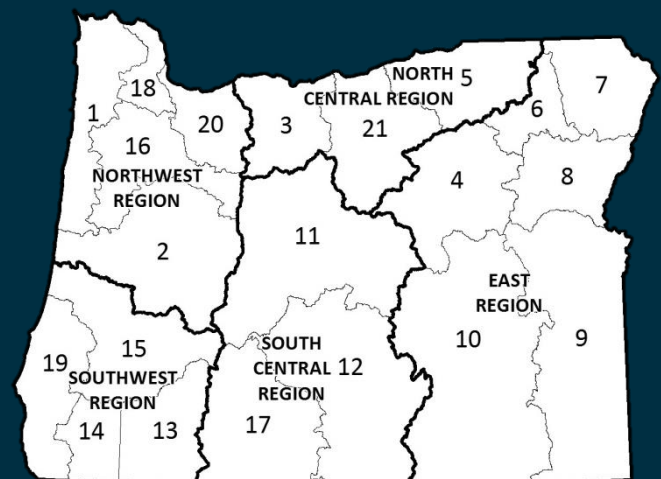 NORTH 5
CENTRAL REGION
7
18
1
6
20
3
21
16
NORTHWEST
REGION
4
8
11
2
EAST
REGION
SOUTH
CENTRAL 12
REGION
10
9
15
19
SOUTHWEST
REGION
14
13
17